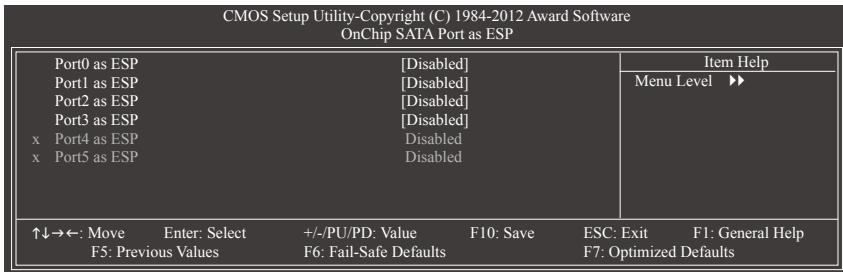 CMOS Setup Utility-Copyright (C) 1984-2012 Award Software
OnChip SATA Port as ESP
Port0 as ESP [Disabled]
Port1 as ESP [Disabled]
Port2 as ESP [Disabled]
Port3 as ESP [Disabled]
x Port4 as ESP Disabled
x Port5 as ESP Disabled
Item Help
Menu Level ▶▶
↑↓→←: Move Enter: Select +/-/PU/PD: Value F10: Save ESC: Exit F1: General Help
F5: Previous Values F6: Fail-Safe Defaults F7: Optimized Defaults